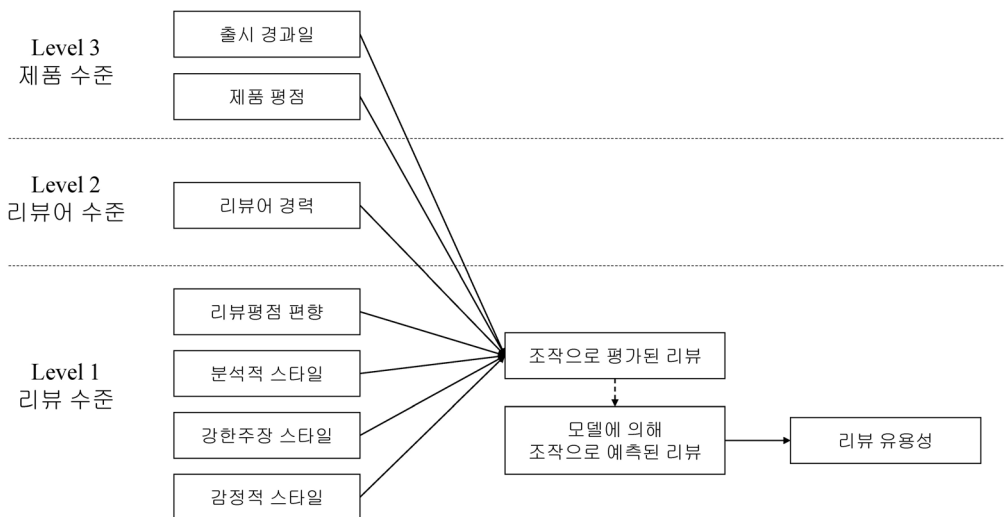 Level 3
제품 수준
출시 경과일
제품 평점
Level 2
리뷰어 수준
리뷰어 경력
Level 1
리뷰 수준
리뷰평점 편향
분석적 스타일
강한주장 스타일
감정적 스타일
조작으로 평가된 리뷰
모델에 의해
조작으로 예측된 리뷰
리뷰 유용성